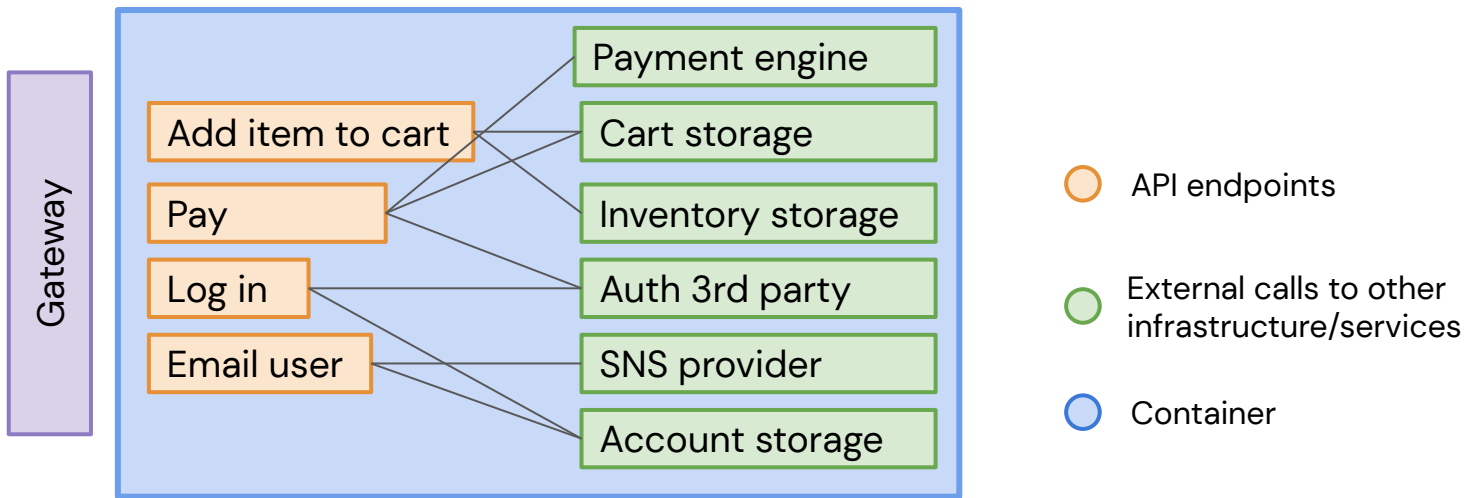 Gateway
Add item to cart
Pay
Log in
Email user
Payment engine
Cart storage
Inventory storage
Auth 3rd party
SNS provider
Account storage
API endpoints
External calls to other
infrastructure/services
Container